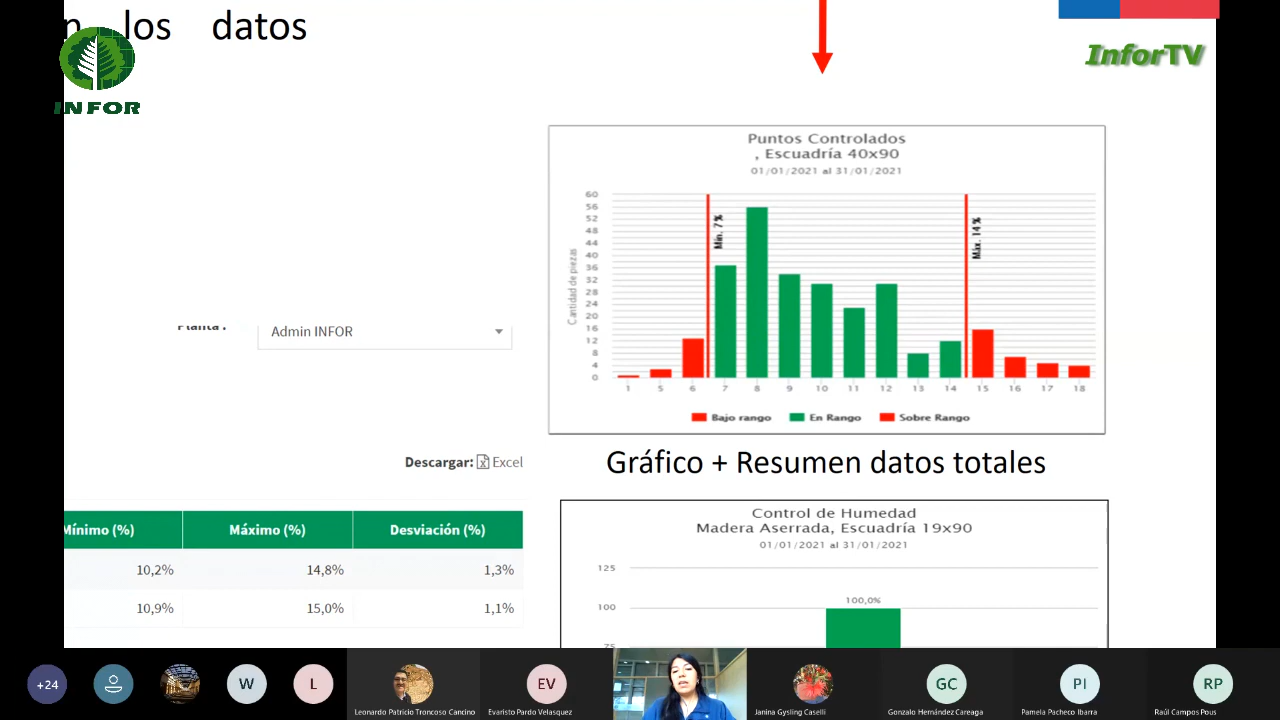 n los datos
INFOR
InforTV
Puntos Controlados
, Escuadría 40x90
01/01/2021 al 31/01/2021
Cantidad de piezas
60
56
52
48
44
40
36
32
28
24
20
16
12
8
4
0
Mín. 7 %
Máx. 14 %
1 5 6 7 8 9 10 11 12 13 14 15 16 17 18
Bajo rango En Rango Sobre Rango
Planta :
Admin INFOR
Gráfico + Resumen datos totales
Descargar: Excel
Mínimo (%) Máximo (%) Desviación (%)
10,2% 14,8% 1,3%
10,9% 15,0% 1,1%
Control de Humedad
Madera Aserrada, Escuadría 19x90
01/01/2021 al 31/01/2021
125
100
75
100,0%
+24
W
L
EV
GC
PI
RP
Leonardo Patricio Troncoso Cancino
Evaristo Pardo Velasquez
Janina Gysling Caselli
Gonzalo Hernández Careaga
Pamela Pacheco Ibarra
Raúl Campos Pous